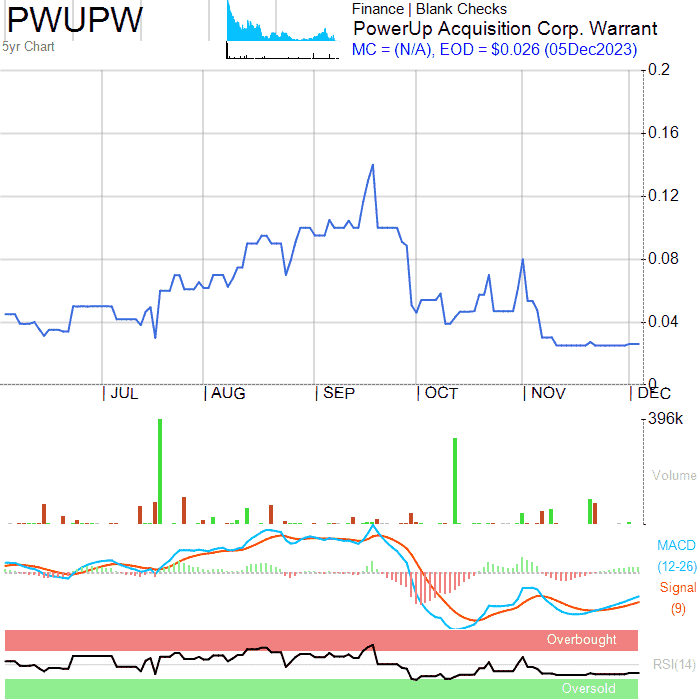 PWUPW
5yr Chart
Finance | Blank Checks
PowerUp Acquisition Corp. Warrant
MC = (N/A), EOD = $0.026 (05Dec2023)
0.2
0.16
0.12
0.08
0.04
0
JUL AUG SEP OCT NOV DEC
396k
Volume
MACD
(12-26)
Signal
(9)
Overbought
RSI(14)
Oversold